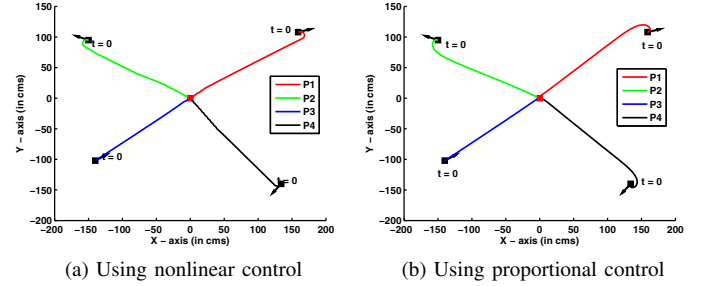 150
100
50
0
−50
−100
−150
−200
−200 −150 −100 −50 0 50 100 150 200
Y − axis (in cms)
X − axis (in cms)
t = 0
t = 0
t = 0
t = 0
P1
P2
P3
P4
(a) Using nonlinear control
150
100
50
0
−50
−100
−150
−200
−200 −150 −100 −50 0 50 100 150 200
Y − axis (in cms)
X − axis (in cms)
t = 0
t = 0
t = 0
t = 0
P1
P2
P3
P4
(b) Using proportional control